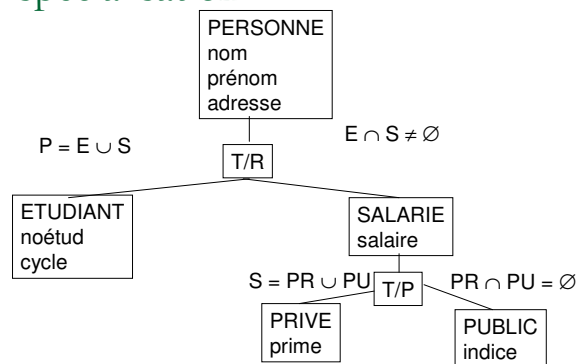 PERSONNE
nom
prénom
adresse
P = E ∪ S
E ∩ S ≠ ∅
T/R
ETUDIANT
noétud
cycle
SALARIE
salaire
S = PR ∪ PU
T/P
PR ∩ PU = ∅
PRIVE
prime
PUBLIC
indice